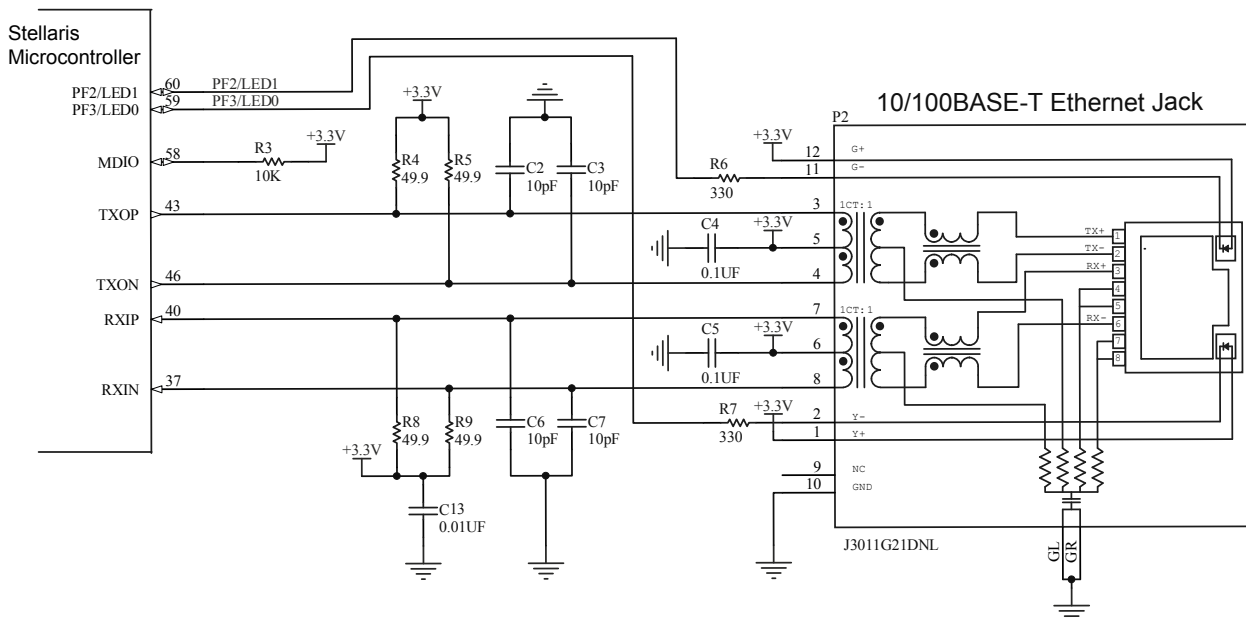 Stellaris
Microcontroller
10/100BASE-T Ethernet Jack
P2
PF2/LED1 60 PF2/LED1
PF3/LED0 59 PF3/LED0
+3.3V
+3.3V
+3.3V
12 G+
11 G-
MDIO 58
R3
10K
R4
49.9
R5
49.9
C2
10pF
C3
10pF
R6
330
TXOP 43
3 1CT:1
C4
0.1UF
+3.3V
5
4
TX+ 1
TX- 2
RX+ 3
4
5
RX- 6
7
8
TXON 46
RXIP 40
7 1CT:1
C5
0.1UF
+3.3V
6
8
RXIN 37
R8
49.9
R9
49.9
C6
10pF
C7
10pF
R7
330
+3.3V
2 Y-
1 Y+
+3.3V
9 NC
10 GND
C13
0.01UF
J3011G21DNL
GL
GR